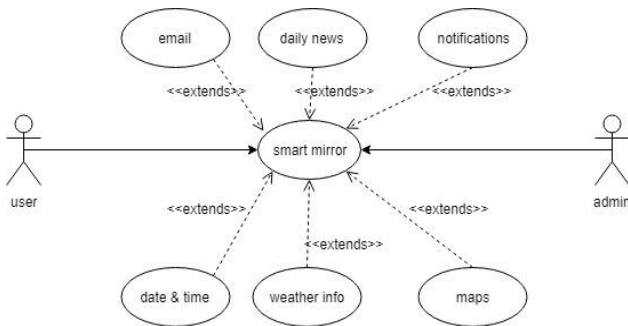 email
daily news
notifications
<<extends>>
<<extends>>
<<extends>>
smart mirror
user
admin
<<extends>>
<<extends>>
<<extends>>
<<extends>>
date & time
weather info
maps